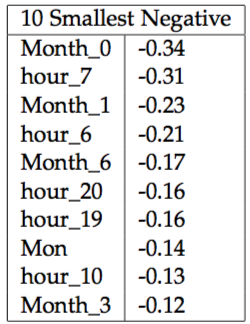 10 Smallest Negative
Month_0 -0.34
hour_7 -0.31
Month_1 -0.23
hour_6 -0.21
Month_6 -0.17
hour_20 -0.16
hour_19 -0.16
Mon -0.14
hour_10 -0.13
Month_3 -0.12